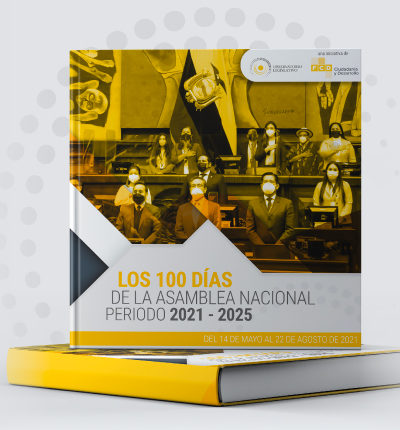 una iniciativa de
OBSERVATORIO
LEGISLATIVO
FCD
Ciudadanía
y Desarrollo
LOS 100 DÍAS
DE LA ASAMBLEA NACIONAL
PERIODO 2021 - 2025
DEL 14 DE MAYO AL 22 DE AGOSTO DE 2021